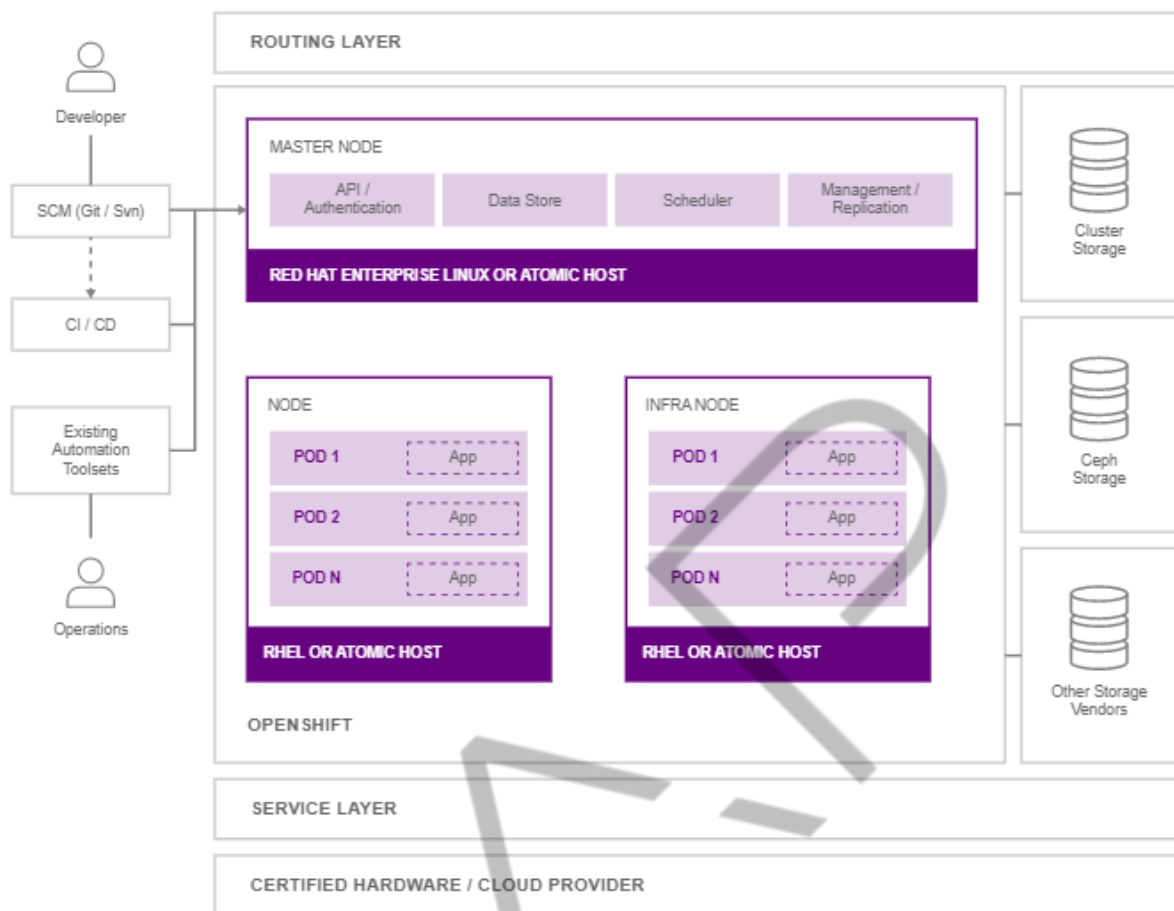 ROUTING LAYER
Developer
SCM (Git / Svn)
CI / CD
Existing
Automation
Toolsets
Operations
MASTER NODE
API /
Authentication
Data Store
Scheduler
Management /
Replication
RED HAT ENTERPRISE LINUX OR ATOMIC HOST
NODE
POD 1
App
POD 2
App
POD N
App
RHEL OR ATOMIC HOST
INFRA NODE
POD 1
App
POD 2
App
POD N
App
RHEL OR ATOMIC HOST
OPENSHIFT
Cluster
Storage
Ceph
Storage
Other Storage
Vendors
SERVICE LAYER
CERTIFIED HARDWARE / CLOUD PROVIDER